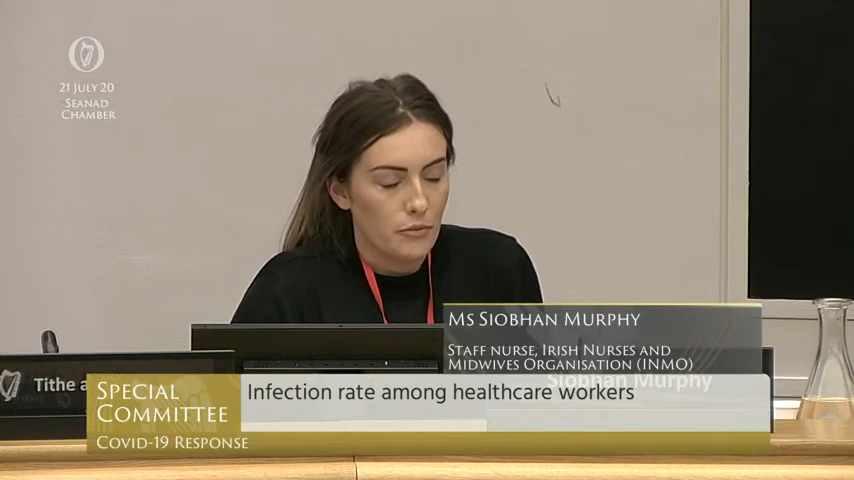 21 July 20
Seanad
Chamber
Ms Siobhan Murphy
Staff nurse, Irish Nurses and
Midwives Organisation (INMO)
Siobhan Murphy
Tithe a
Special
Committee
Infection rate among healthcare workers
Covid-19 Response